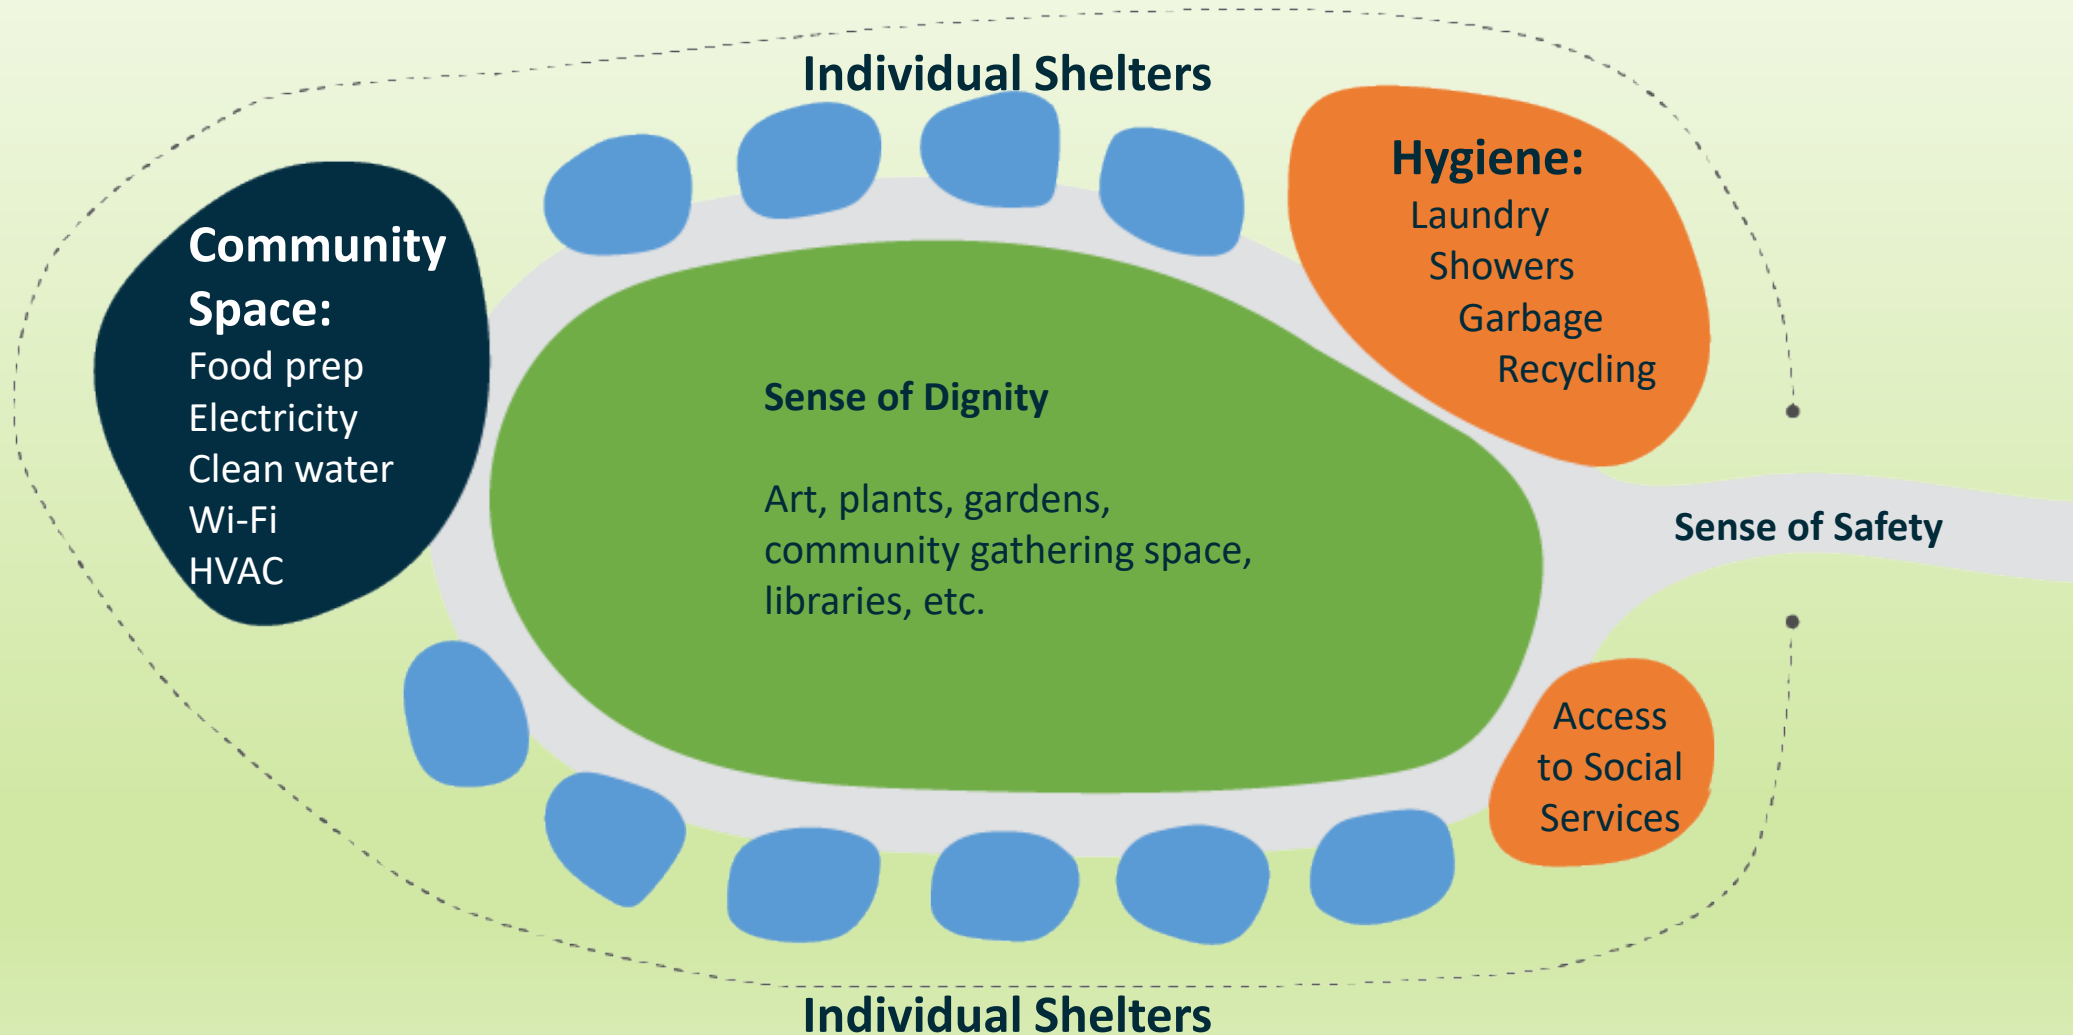 Individual Shelters
Community
Space:
Food prep
Electricity
Clean water
Wi-Fi
HVAC
Hygiene:
Laundry
Showers
Garbage
Recycling
Sense of Dignity
Art, plants, gardens,
community gathering space,
libraries, etc.
Sense of Safety
Access
to Social
Services
Individual Shelters